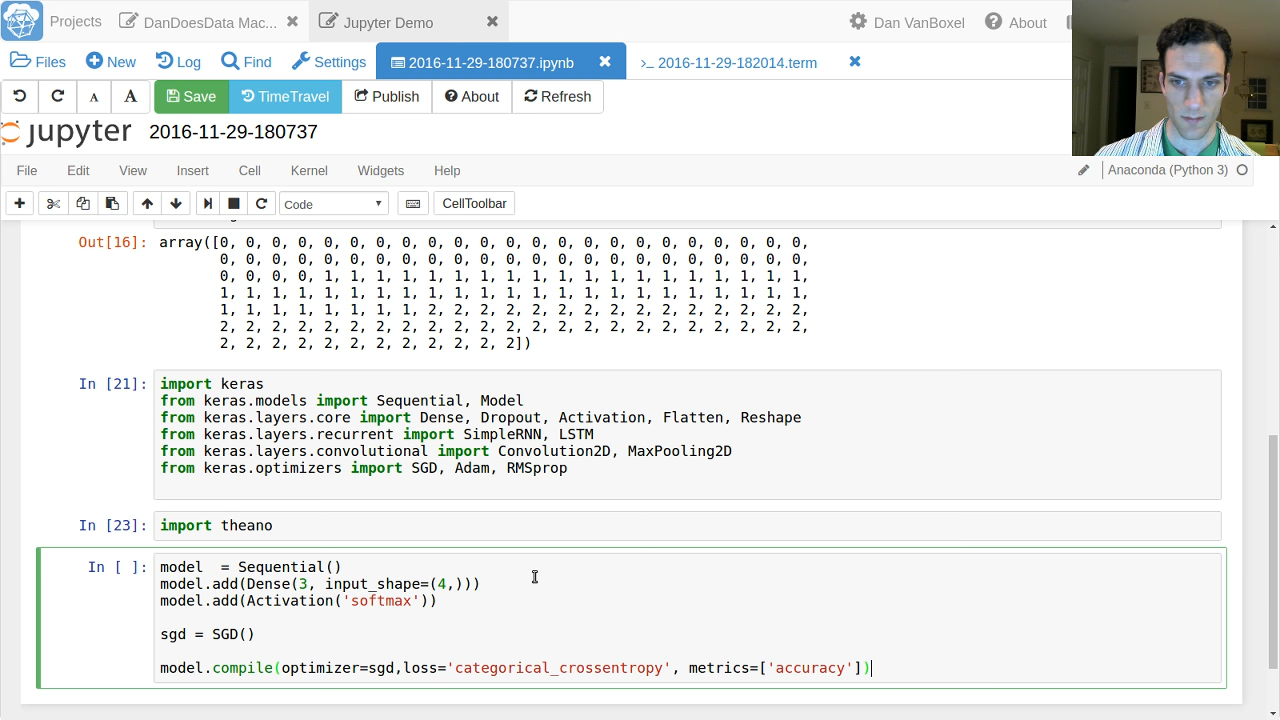 Projects DanDoesData Mac... Jupyter Demo Dan VanBoxel About
Files New Log Find Settings 2016-11-29-180737.ipynb >_ 2016-11-29-182014.term
A A Save TimeTravel Publish About Refresh
jupyter 2016-11-29-180737
File Edit View Insert Cell Kernel Widgets Help Anaconda (Python 3)
Code CellToolbar
Out[16]: array([0, 0, 0, 0, 0, 0, 0, 0, 0, 0, 0, 0, 0, 0, 0, 0, 0, 0, 0, 0, 0, 0, 0,
0, 0, 0, 0, 0, 0, 0, 0, 0, 0, 0, 0, 0, 0, 0, 0, 0, 0, 0, 0, 0, 0, 0,
0, 0, 0, 0, 1, 1, 1, 1, 1, 1, 1, 1, 1, 1, 1, 1, 1, 1, 1, 1, 1, 1, 1,
1, 1, 1, 1, 1, 1, 1, 1, 1, 1, 1, 1, 1, 1, 1, 1, 1, 1, 1, 1, 1, 1, 1,
1, 1, 1, 1, 1, 1, 1, 1, 2, 2, 2, 2, 2, 2, 2, 2, 2, 2, 2, 2, 2, 2, 2,
2, 2, 2, 2, 2, 2, 2, 2, 2, 2, 2, 2, 2, 2, 2, 2, 2, 2, 2, 2, 2, 2, 2,
2, 2, 2, 2, 2, 2, 2, 2, 2, 2, 2, 2])
In [21]: import keras
from keras.models import Sequential, Model
from keras.layers.core import Dense, Dropout, Activation, Flatten, Reshape
from keras.layers.recurrent import SimpleRNN, LSTM
from keras.layers.convolutional import Convolution2D, MaxPooling2D
from keras.optimizers import SGD, Adam, RMSprop
In [23]: import theano
In [ ]: model  = Sequential()
model.add(Dense(3, input_shape=(4,)))
model.add(Activation('softmax'))
sgd = SGD()
model.compile(optimizer=sgd,loss='categorical_crossentropy', metrics=['accuracy'])